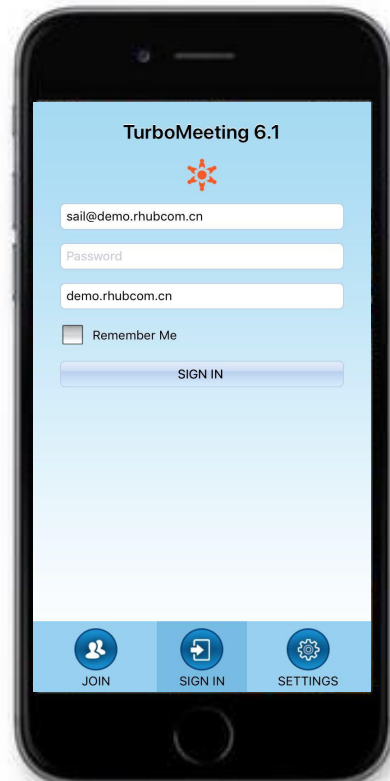 TurboMeeting 6.1
sail@demo.rhubcom.cn
Password
demo.rhubcom.cn
Remember Me
SIGN IN
JOIN
SIGN IN
SETTINGS